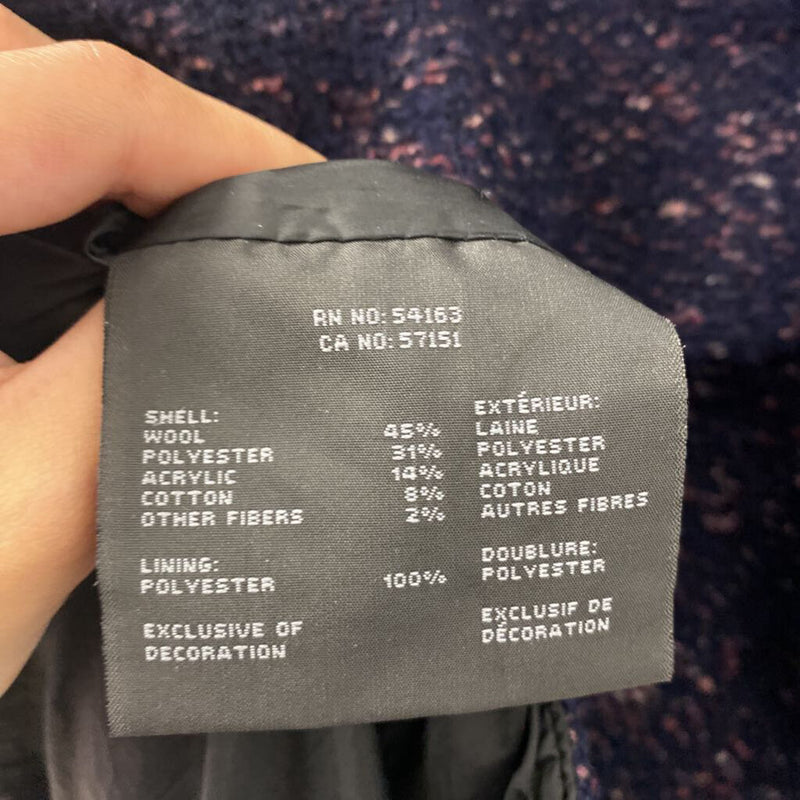 RN NO: 54163
CA NO: 57151
SHELL:
WOOL 45%
POLYESTER 31%
ACRYLIC 14%
COTTON 8%
OTHER FIBERS 2%
LINING:
POLYESTER 100%
EXCLUSIVE OF
DECORATION
EXTÉRIEUR:
LAINE
POLYESTER
ACRYLIQUE
COTON
AUTRES FIBRES
DOUBLURE:
POLYESTER
EXCLUSIF DE
DÉCORATION